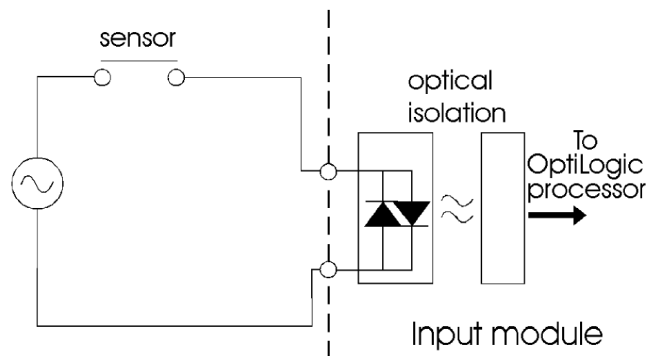 sensor
optical
isolation
To
OptiLogic
processor
Input module